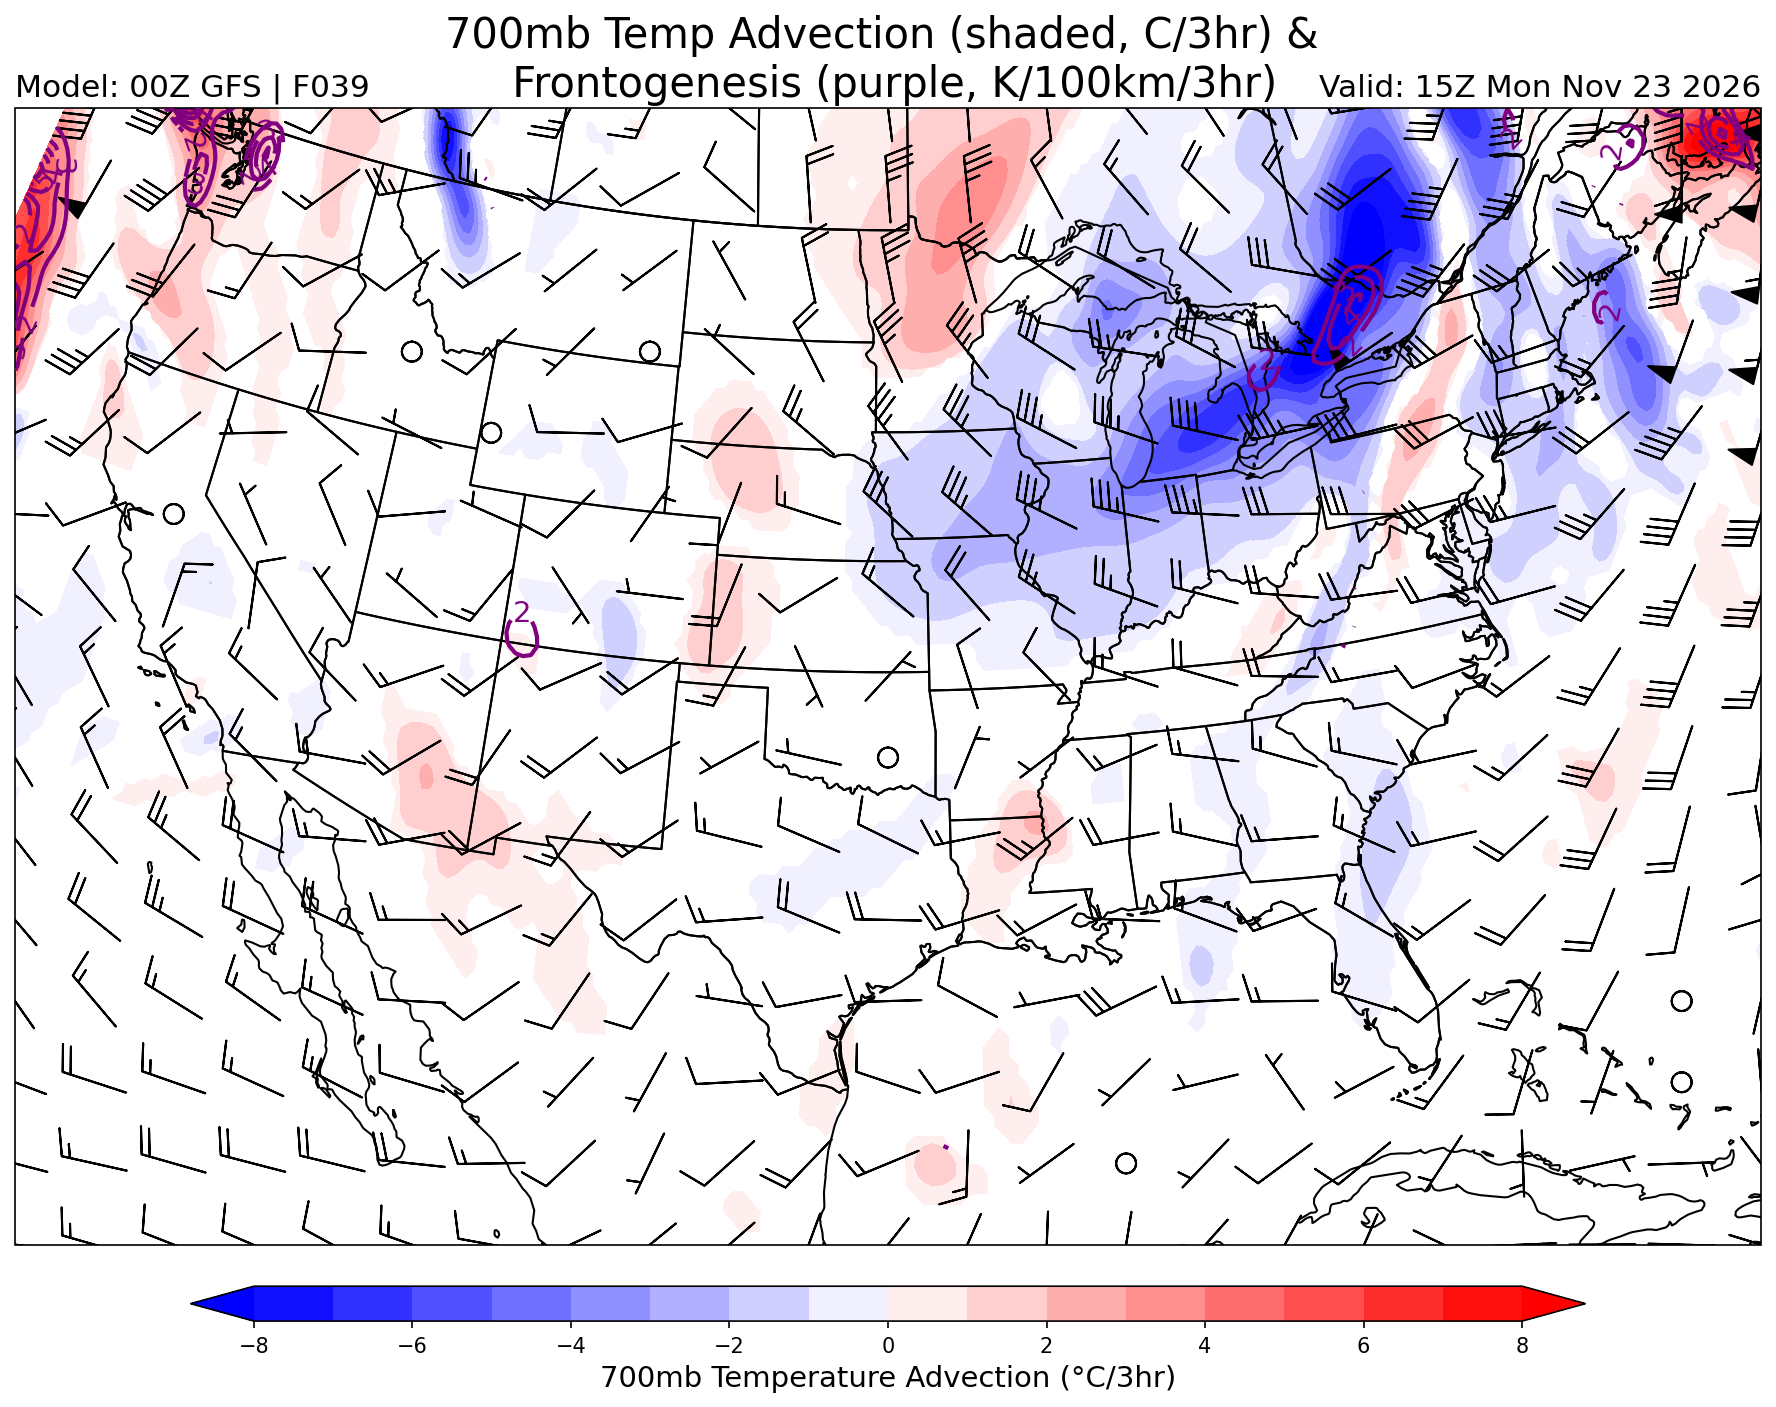 700mb Temp Advection (shaded, C/3hr) &
Model: 00Z GFS | F039 Frontogenesis (purple, K/100km/3hr) Valid: 15Z Mon Nov 23 2026
2
2
2
2
2
−8 −6 −4 −2 0 2 4 6 8
700mb Temperature Advection (°C/3hr)